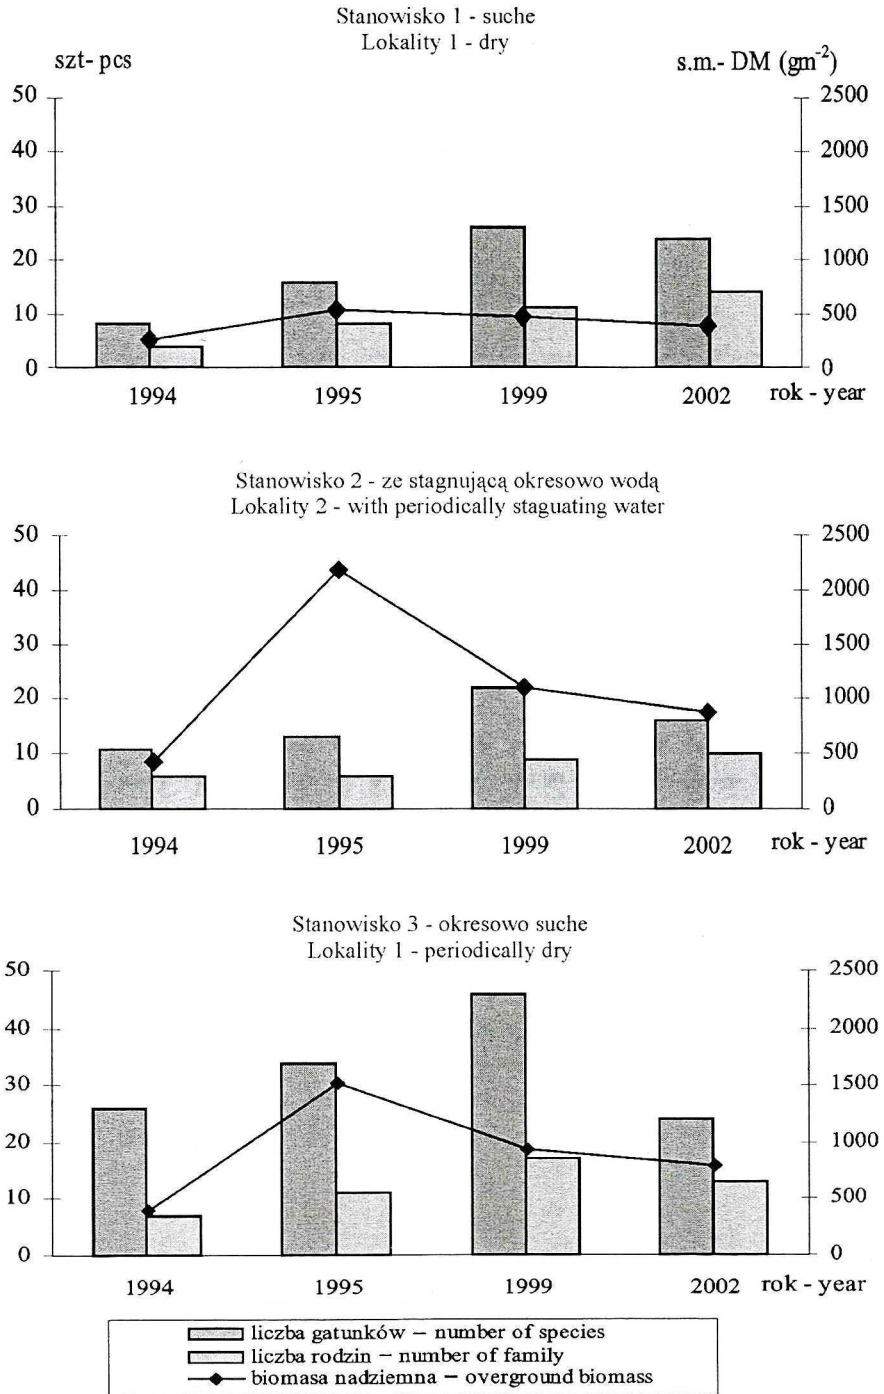 Stanowisko 1 - suche
Lokality 1 - dry
szt- pcs
s.m.- DM (gm-2)
50
40
30
20
10
0
2500
2000
1500
1000
500
0
1994 1995 1999 2002 rok - year
Stanowisko 2 - ze stagnującą okresowo wodą
Lokality 2 - with periodically staguating water
50
40
30
20
10
0
2500
2000
1500
1000
500
0
1994 1995 1999 2002 rok - year
Stanowisko 3 - okresowo suche
Lokality 1 - periodically dry
50
40
30
20
10
0
2500
2000
1500
1000
500
0
1994 1995 1999 2002 rok - year
liczba gatunków – number of species
liczba rodzin – number of family
biomasa nadziemna – overground biomass